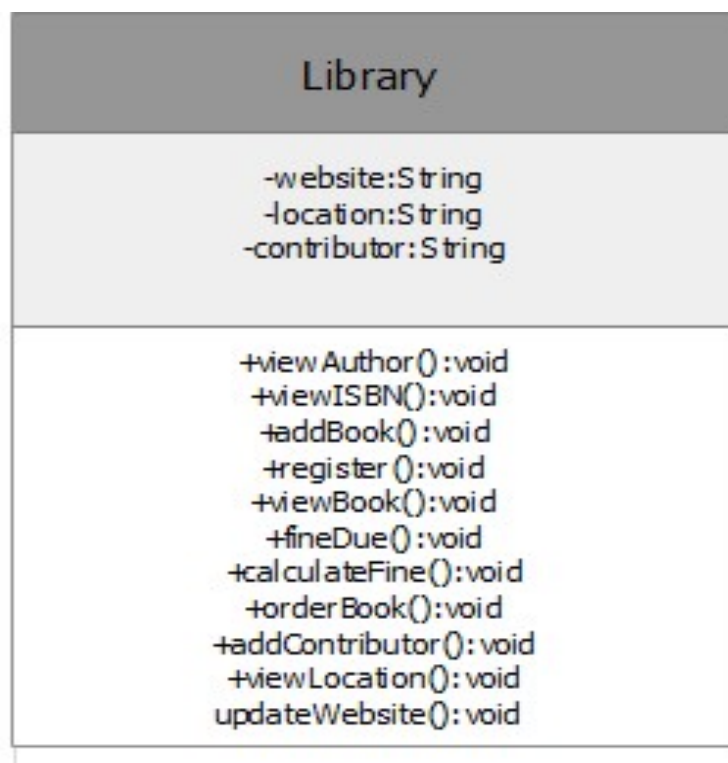 Library
-website:String
-location:String
-contributor:String
+viewAuthor():void
+viewISBN():void
+addBook():void
+register():void
+viewBook():void
+fineDue():void
+calculateFine():void
+orderBook():void
+addContributor():void
+viewLocation():void
updateWebsite():void